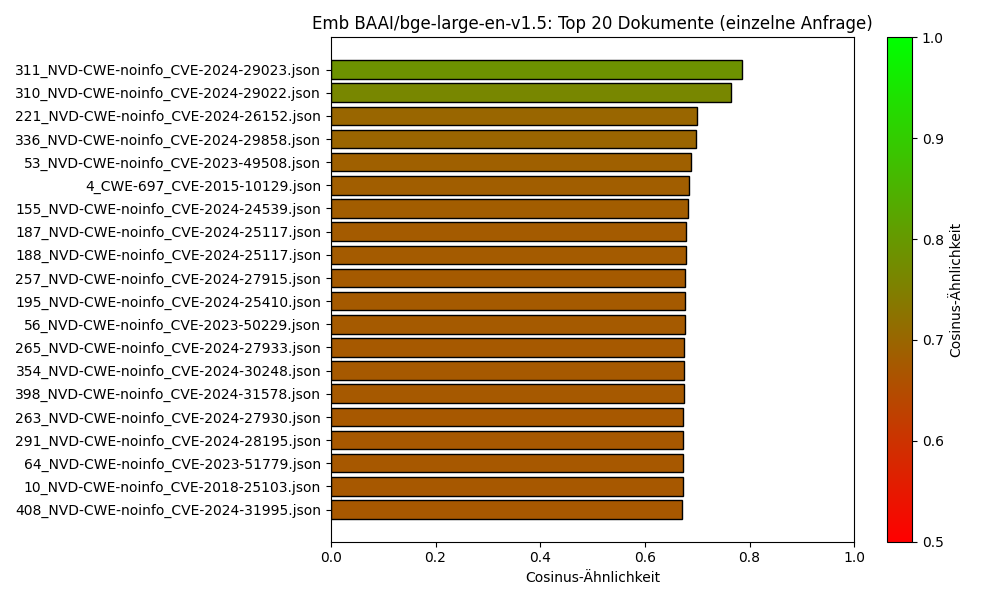 Emb BAAI/bge-large-en-v1.5: Top 20 Dokumente (einzelne Anfrage)
311_NVD-CWE-noinfo_CVE-2024-29023.json
310_NVD-CWE-noinfo_CVE-2024-29022.json
221_NVD-CWE-noinfo_CVE-2024-26152.json
336_NVD-CWE-noinfo_CVE-2024-29858.json
53_NVD-CWE-noinfo_CVE-2023-49508.json
4_CWE-697_CVE-2015-10129.json
155_NVD-CWE-noinfo_CVE-2024-24539.json
187_NVD-CWE-noinfo_CVE-2024-25117.json
188_NVD-CWE-noinfo_CVE-2024-25117.json
257_NVD-CWE-noinfo_CVE-2024-27915.json
195_NVD-CWE-noinfo_CVE-2024-25410.json
56_NVD-CWE-noinfo_CVE-2023-50229.json
265_NVD-CWE-noinfo_CVE-2024-27933.json
354_NVD-CWE-noinfo_CVE-2024-30248.json
398_NVD-CWE-noinfo_CVE-2024-31578.json
263_NVD-CWE-noinfo_CVE-2024-27930.json
291_NVD-CWE-noinfo_CVE-2024-28195.json
64_NVD-CWE-noinfo_CVE-2023-51779.json
10_NVD-CWE-noinfo_CVE-2018-25103.json
408_NVD-CWE-noinfo_CVE-2024-31995.json
0.0 0.2 0.4 0.6 0.8 1.0
Cosinus-Ähnlichkeit
1.0
0.9
0.8
0.7
0.6
0.5
Cosinus-Ähnlichkeit